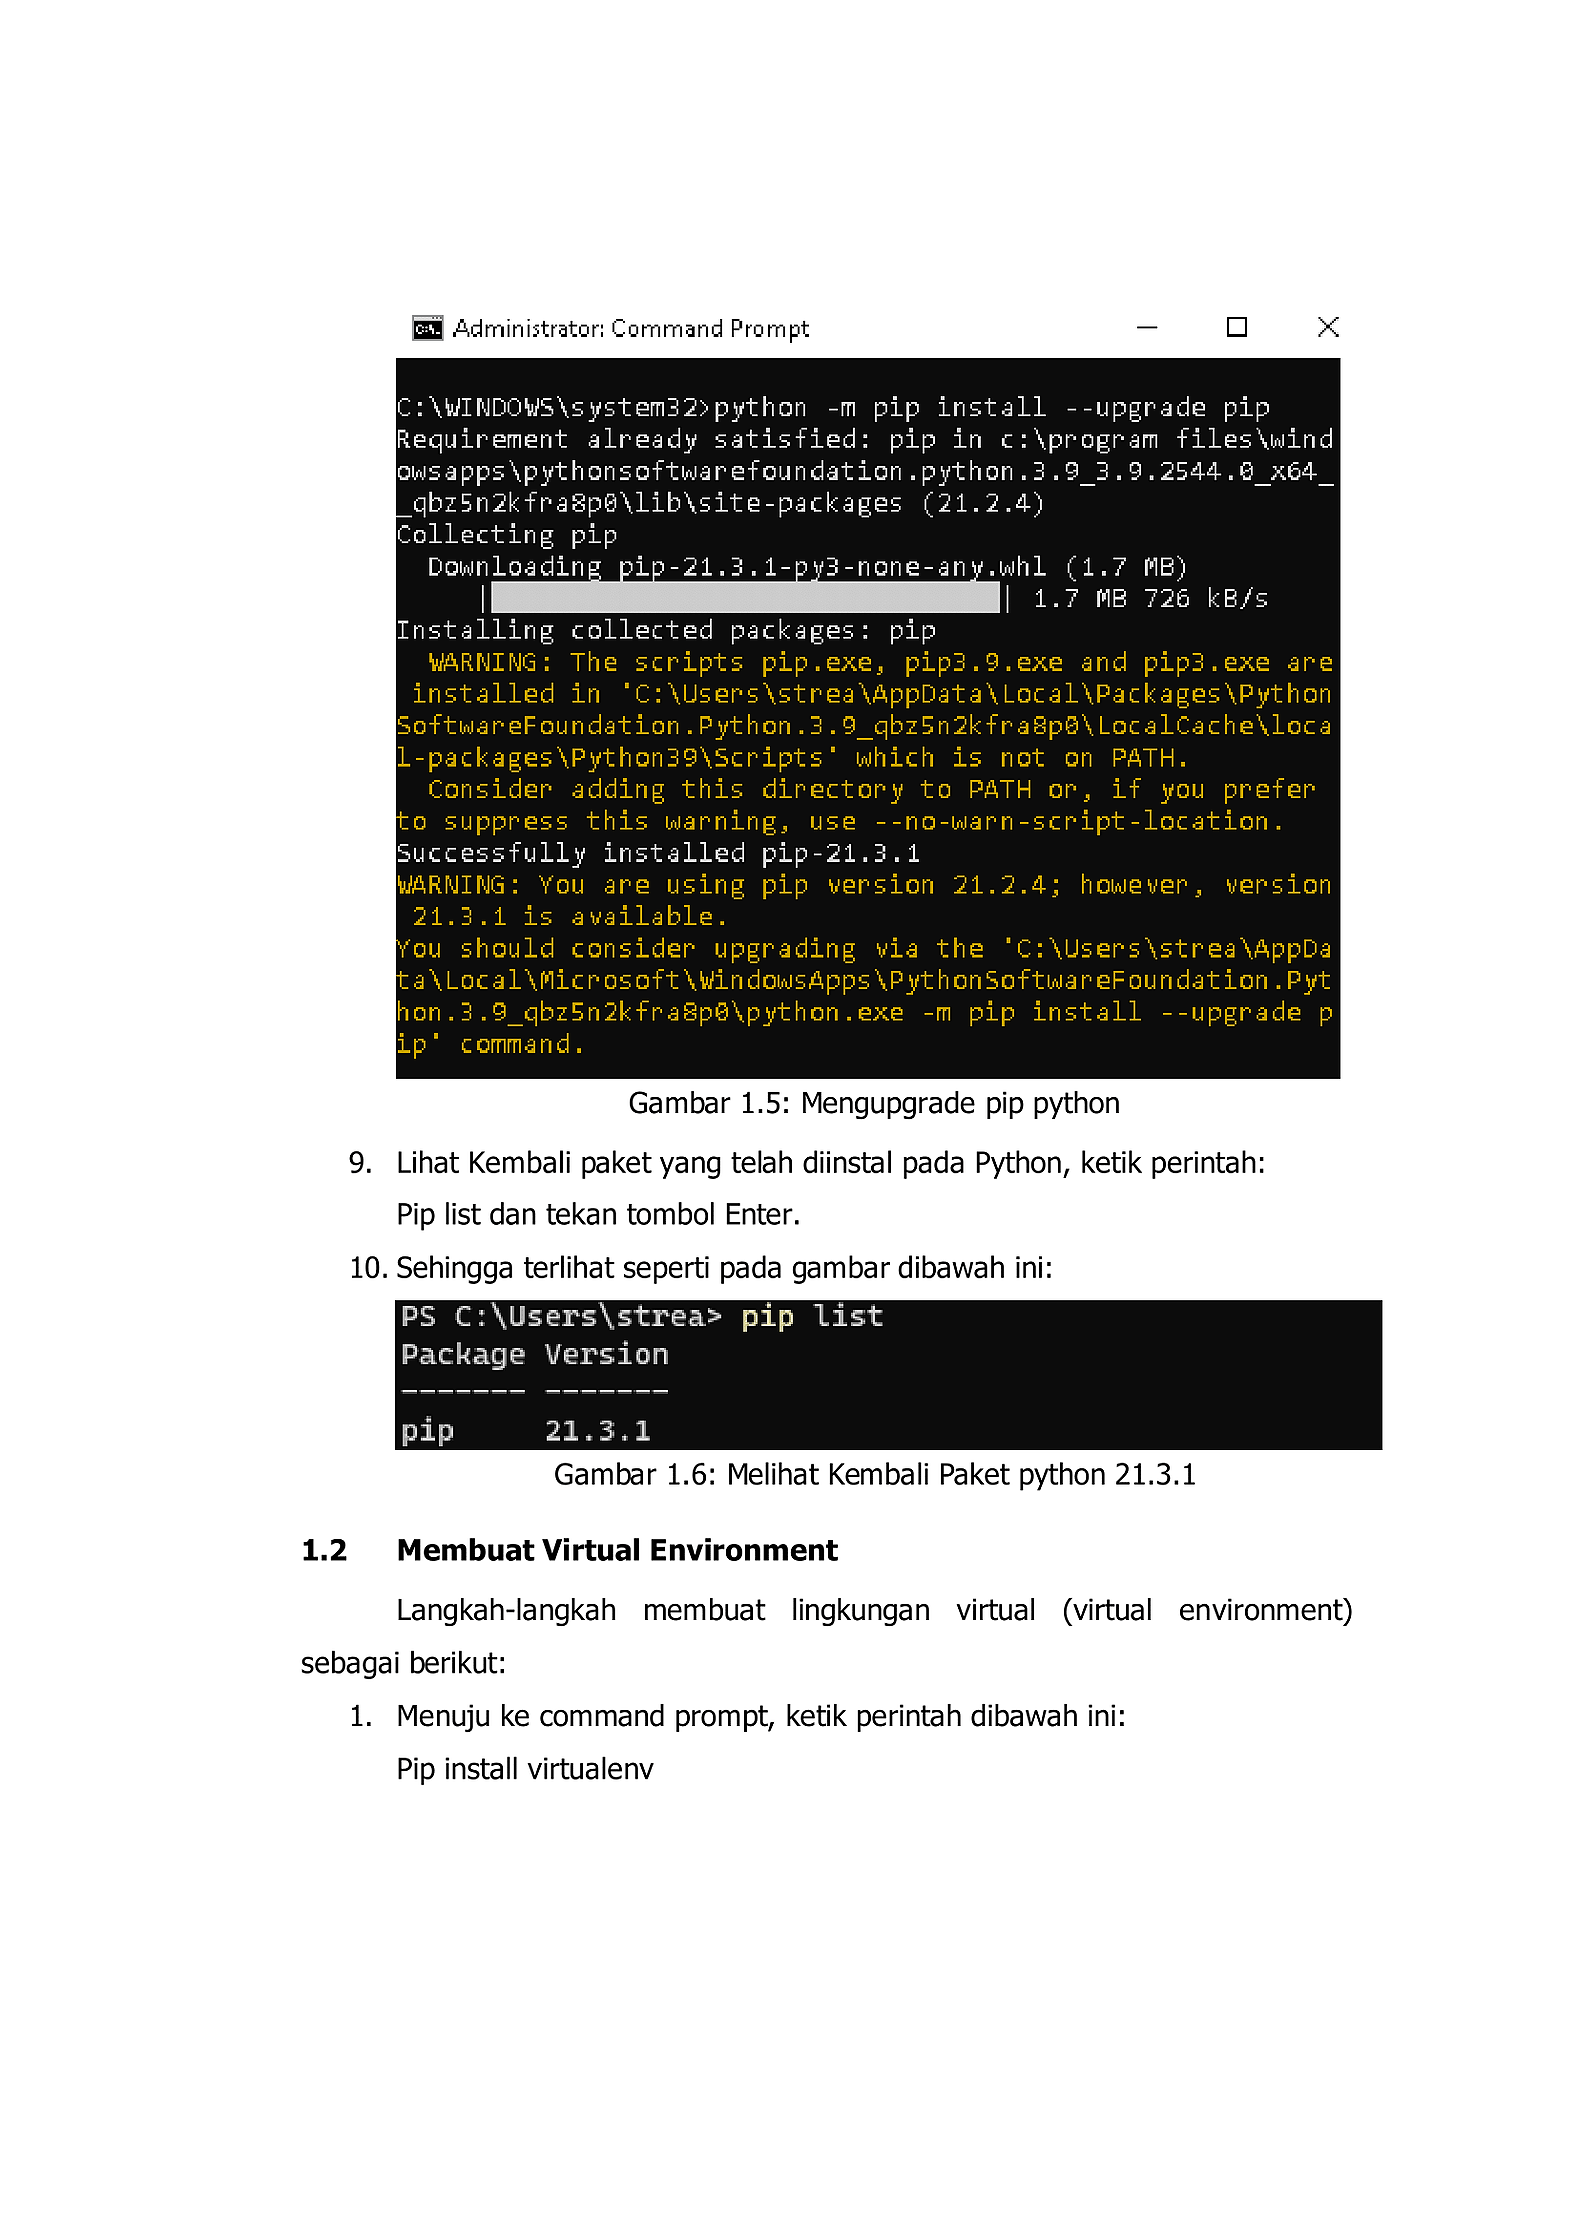 Administrator: Command Prompt
C:\WINDOWS\system32>python -m pip install --upgrade pip
Requirement already satisfied: pip in c:\program files\wind
owsapps\pythonsoftwarefoundation.python.3.9_3.9.2544.0_x64_
_qbz5n2kfra8p0\lib\site-packages (21.2.4)
Collecting pip
  Downloading pip-21.3.1-py3-none-any.whl (1.7 MB)
| | 1.7 MB 726 kB/s
Installing collected packages: pip
  WARNING: The scripts pip.exe, pip3.9.exe and pip3.exe are
 installed in 'C:\Users\strea\AppData\Local\Packages\Python
SoftwareFoundation.Python.3.9_qbz5n2kfra8p0\LocalCache\loca
l-packages\Python39\Scripts' which is not on PATH.
  Consider adding this directory to PATH or, if you prefer
to suppress this warning, use --no-warn-script-location.
Successfully installed pip-21.3.1
WARNING: You are using pip version 21.2.4; however, version
 21.3.1 is available.
You should consider upgrading via the 'C:\Users\strea\AppDa
ta\Local\Microsoft\WindowsApps\PythonSoftwareFoundation.Pyt
hon.3.9_qbz5n2kfra8p0\python.exe -m pip install --upgrade p
ip' command.
Gambar 1.5: Mengupgrade pip python
9. Lihat Kembali paket yang telah diinstal pada Python, ketik perintah:
Pip list dan tekan tombol Enter.
10. Sehingga terlihat seperti pada gambar dibawah ini:
PS C:\Users\strea> pip list
Package Version
------- -------
pip     21.3.1
Gambar 1.6: Melihat Kembali Paket python 21.3.1
1.2 Membuat Virtual Environment
Langkah-langkah membuat lingkungan virtual (virtual environment)
sebagai berikut:
1. Menuju ke command prompt, ketik perintah dibawah ini:
Pip install virtualenv